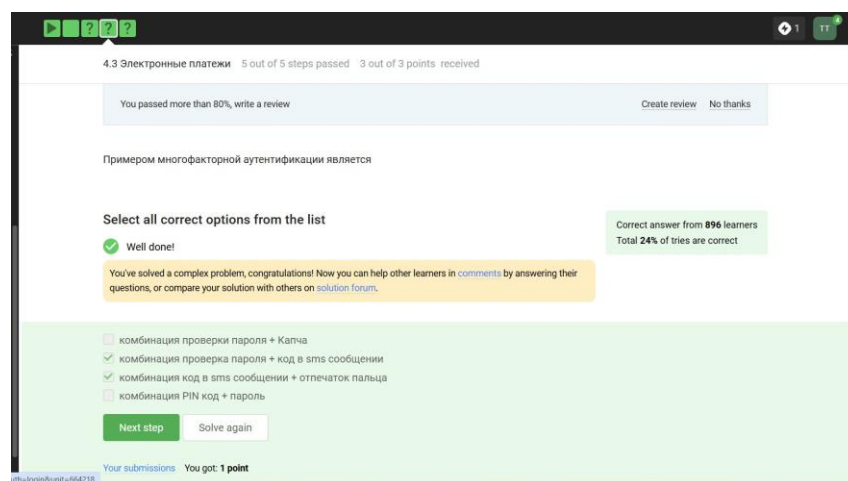 ? ? ?
1 TT 4
4.3 Электронные платежи 5 out of 5 steps passed 3 out of 3 points received
You passed more than 80%, write a review Create review No thanks
Примером многофакторной аутентификации является
Select all correct options from the list
Correct answer from 896 learners
Total 24% of tries are correct
Well done!
You've solved a complex problem, congratulations! Now you can help other learners in comments by answering their
questions, or compare your solution with others on solution forum.
комбинация проверки пароля + Капча
комбинация проверка пароля + код в sms сообщении
комбинация код в sms сообщении + отпечаток пальца
комбинация PIN код + пароль
Next step Solve again
Your submissions You got: 1 point